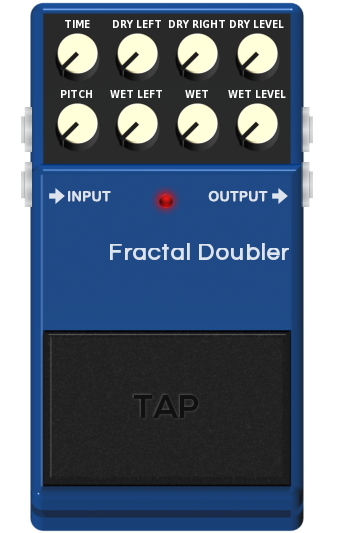 TIME DRY LEFT DRY RIGHT DRY LEVEL
PITCH WET LEFT WET WET LEVEL
INPUT OUTPUT
Fractal Doubler
TAP